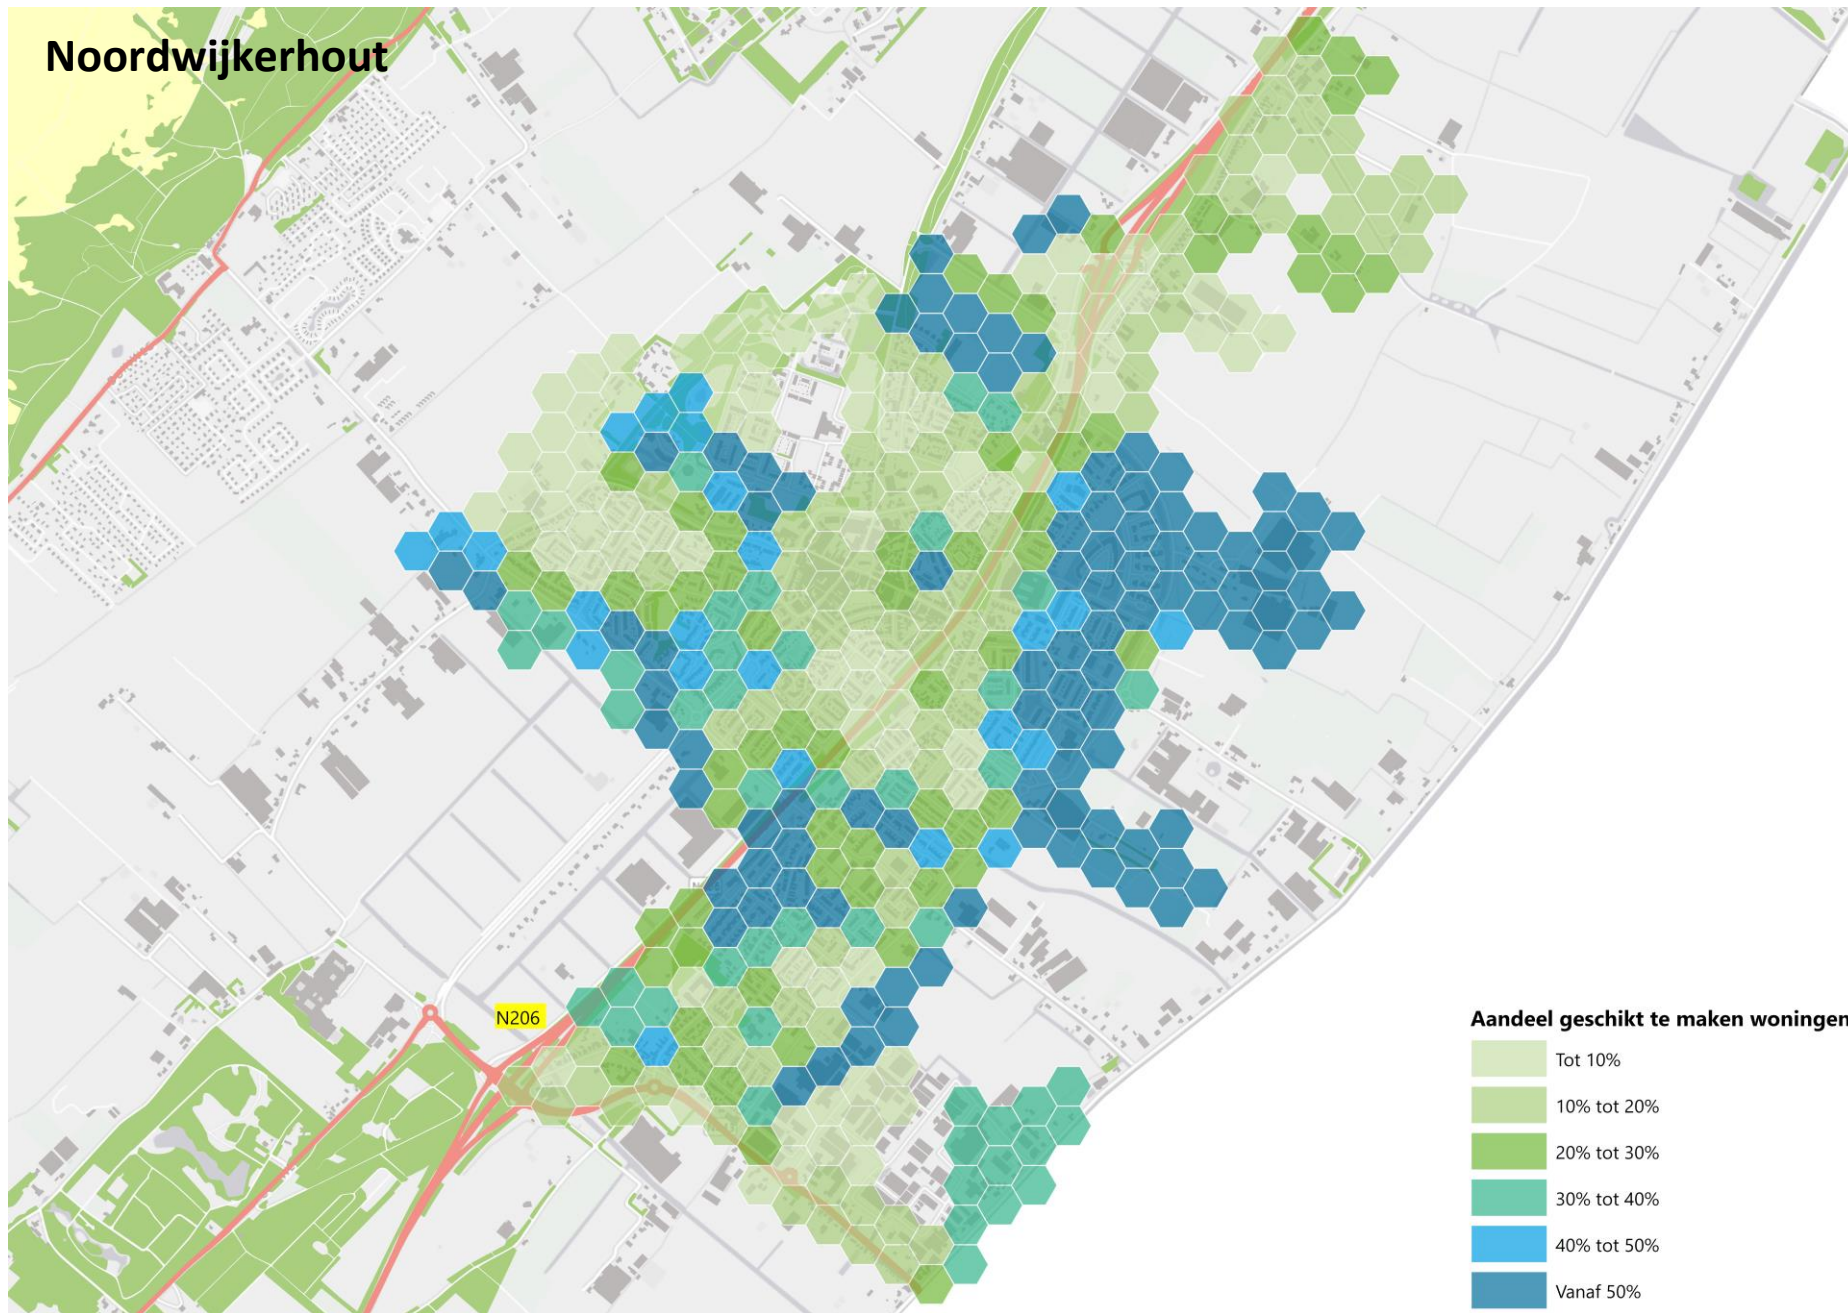 Noordwijkerhout
N206
Aandeel geschikt te maken woningen
Tot 10%
10% tot 20%
20% tot 30%
30% tot 40%
40% tot 50%
Vanaf 50%